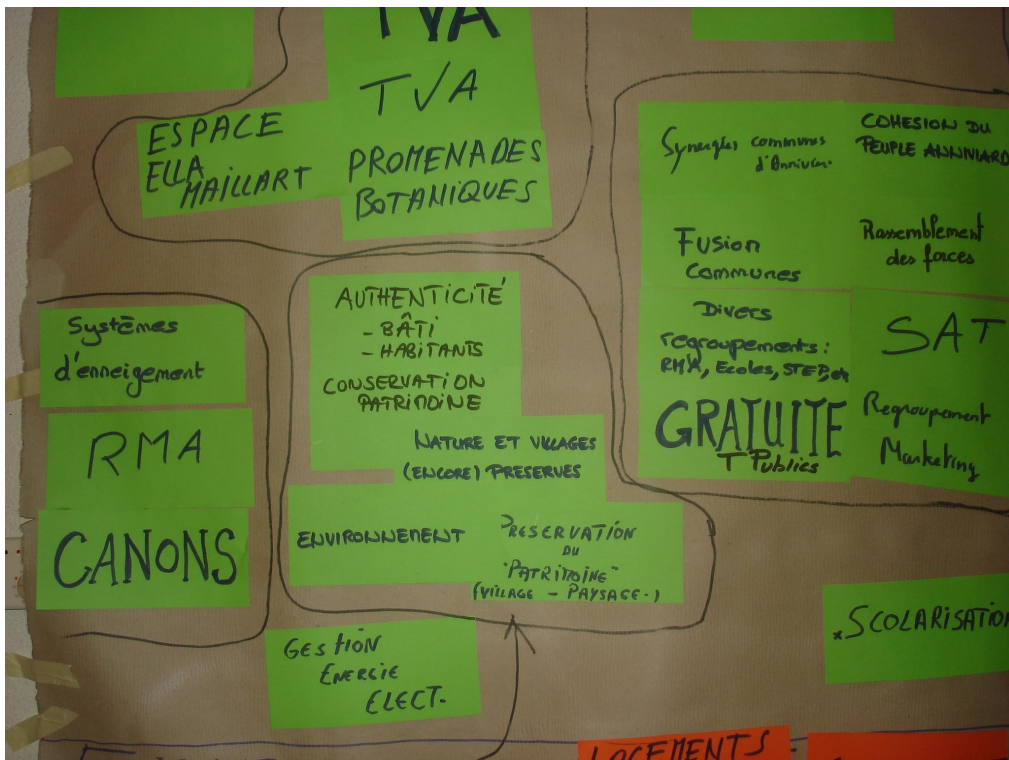 TVA
TVA
ESPACE
ELLA
MAILLART
PROMENADES
BOTANIQUES
Synergies communes
d'Anniv
COHESION DU
PEUPLE ANNIVIARD
Fusion
Communes
Rassemblement
des forces
Divers
regroupements:
RMA, Ecoles, STEP, etc
SAT
GRATUITE
T Publics
Regroupement
Marketing
Systèmes
d'enneigement
RMA
CANONS
AUTHENTICITÉ
- BÂTI
- HABITANTS
CONSERVATION
PATRIMOINE
NATURE ET VILLAGES
(ENCORE) PRESERVES
ENVIRONNEMENT
PRESERVATION
DU
"PATRIMOINE"
(VILLAGE - PAYSAGE.)
GESTION
ENERGIE
ELECT.
*SCOLARISATION
LOGEMENTS